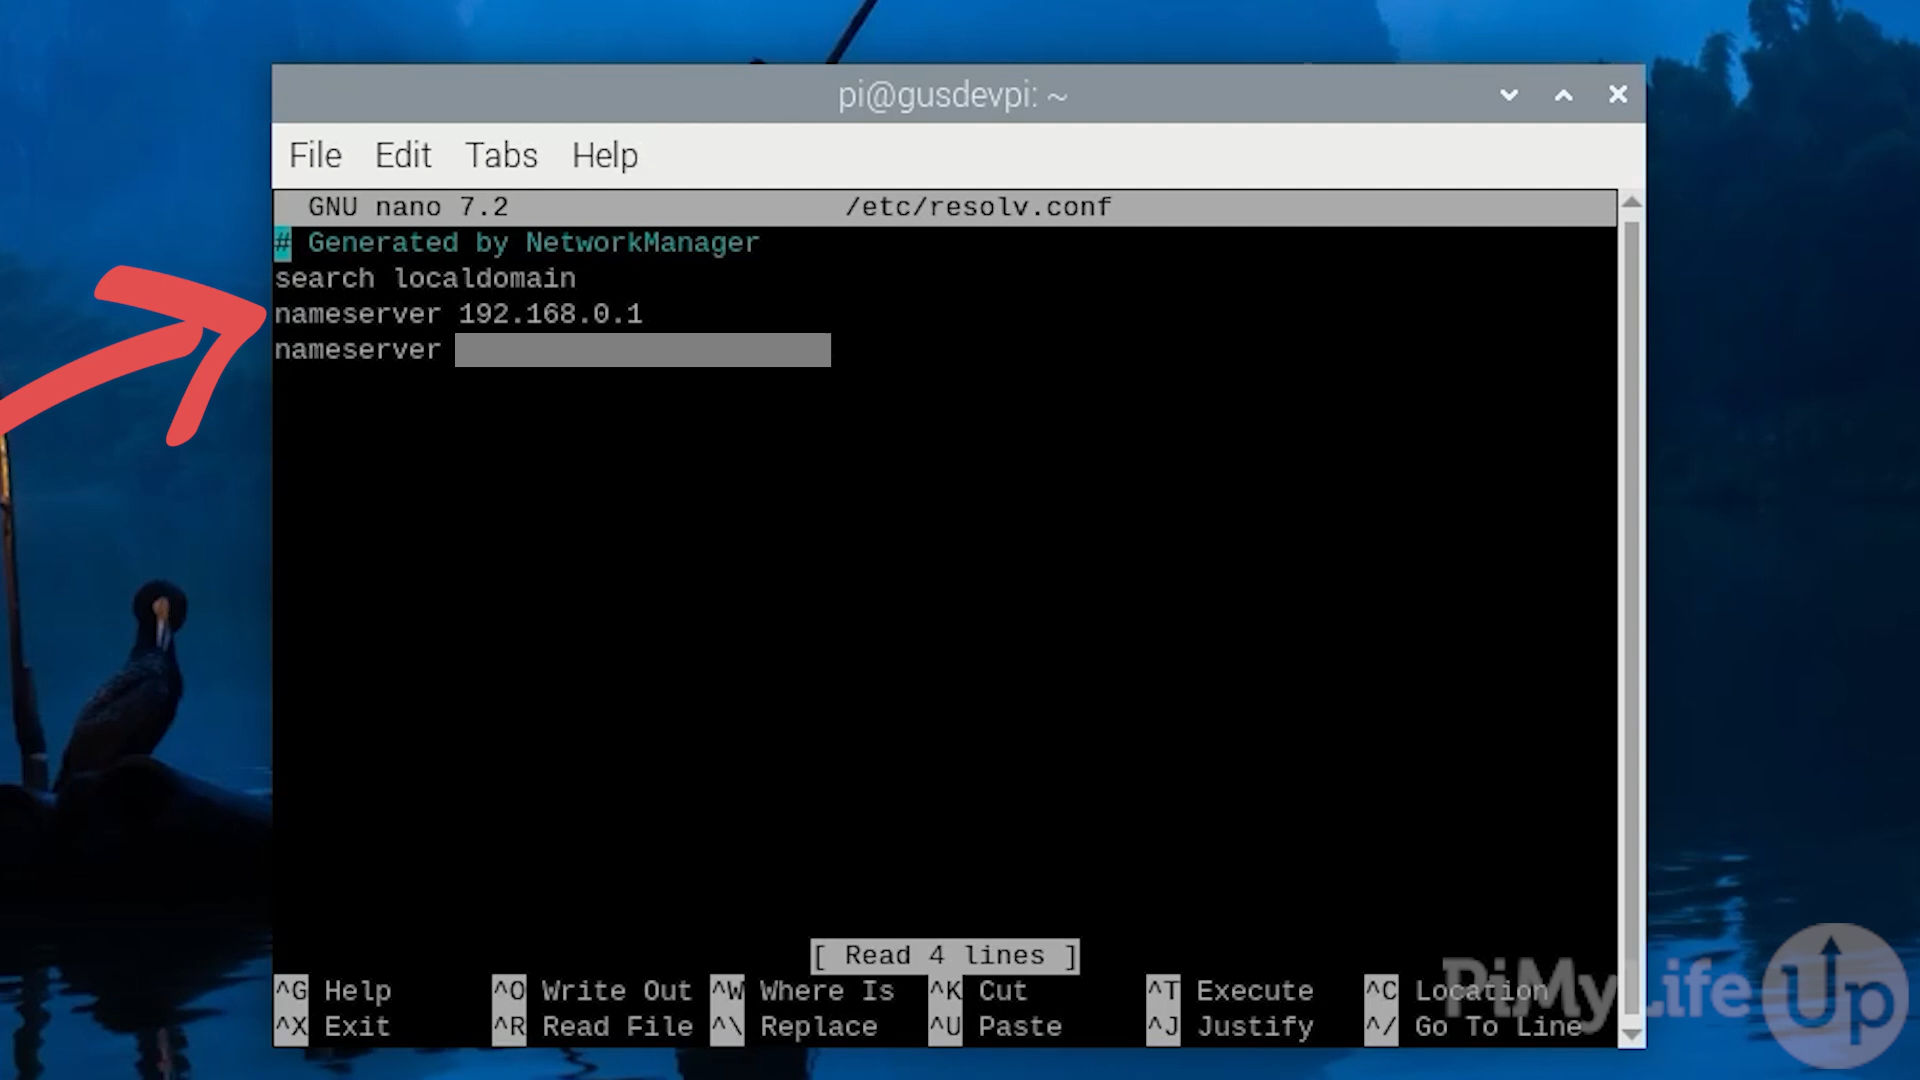 pi@gusdevpi: ~
File Edit Tabs Help
GNU nano 7.2 /etc/resolv.conf
# Generated by NetworkManager
search localdomain
nameserver 192.168.0.1
nameserver
[ Read 4 lines ]
^G Help ^O Write Out ^W Where Is ^K Cut ^T Execute ^C Location
^X Exit ^R Read File ^\ Replace ^U Paste ^J Justify ^/ Go To Line
PiMyLifeUp